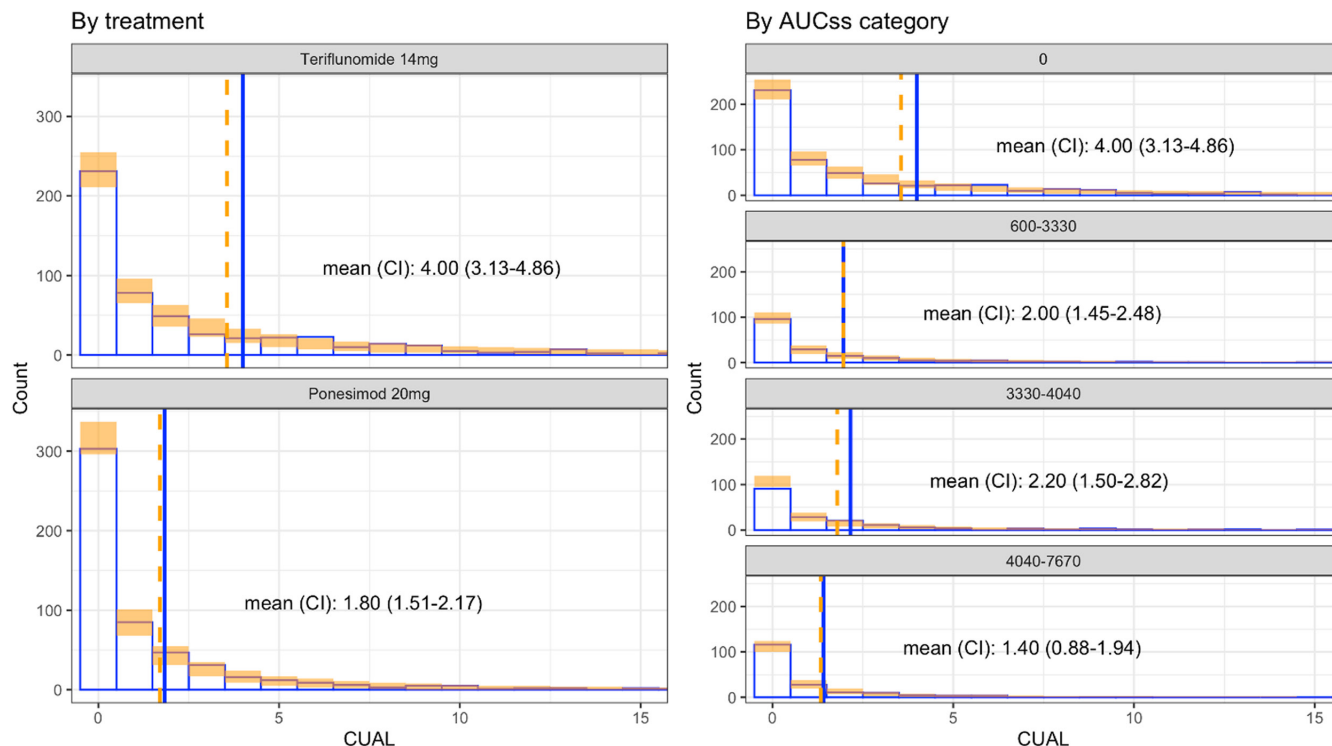 By treatment
Teriflunomide 14mg
300
200
100
0
mean (CI): 4.00 (3.13-4.86)
Ponesimod 20mg
300
200
100
0
mean (CI): 1.80 (1.51-2.17)
Count
0 5 10 15
CUAL
By AUCss category
0
200
100
0
mean (CI): 4.00 (3.13-4.86)
600-3330
200
100
0
mean (CI): 2.00 (1.45-2.48)
3330-4040
200
100
0
mean (CI): 2.20 (1.50-2.82)
4040-7670
200
100
0
mean (CI): 1.40 (0.88-1.94)
Count
0 5 10 15
CUAL